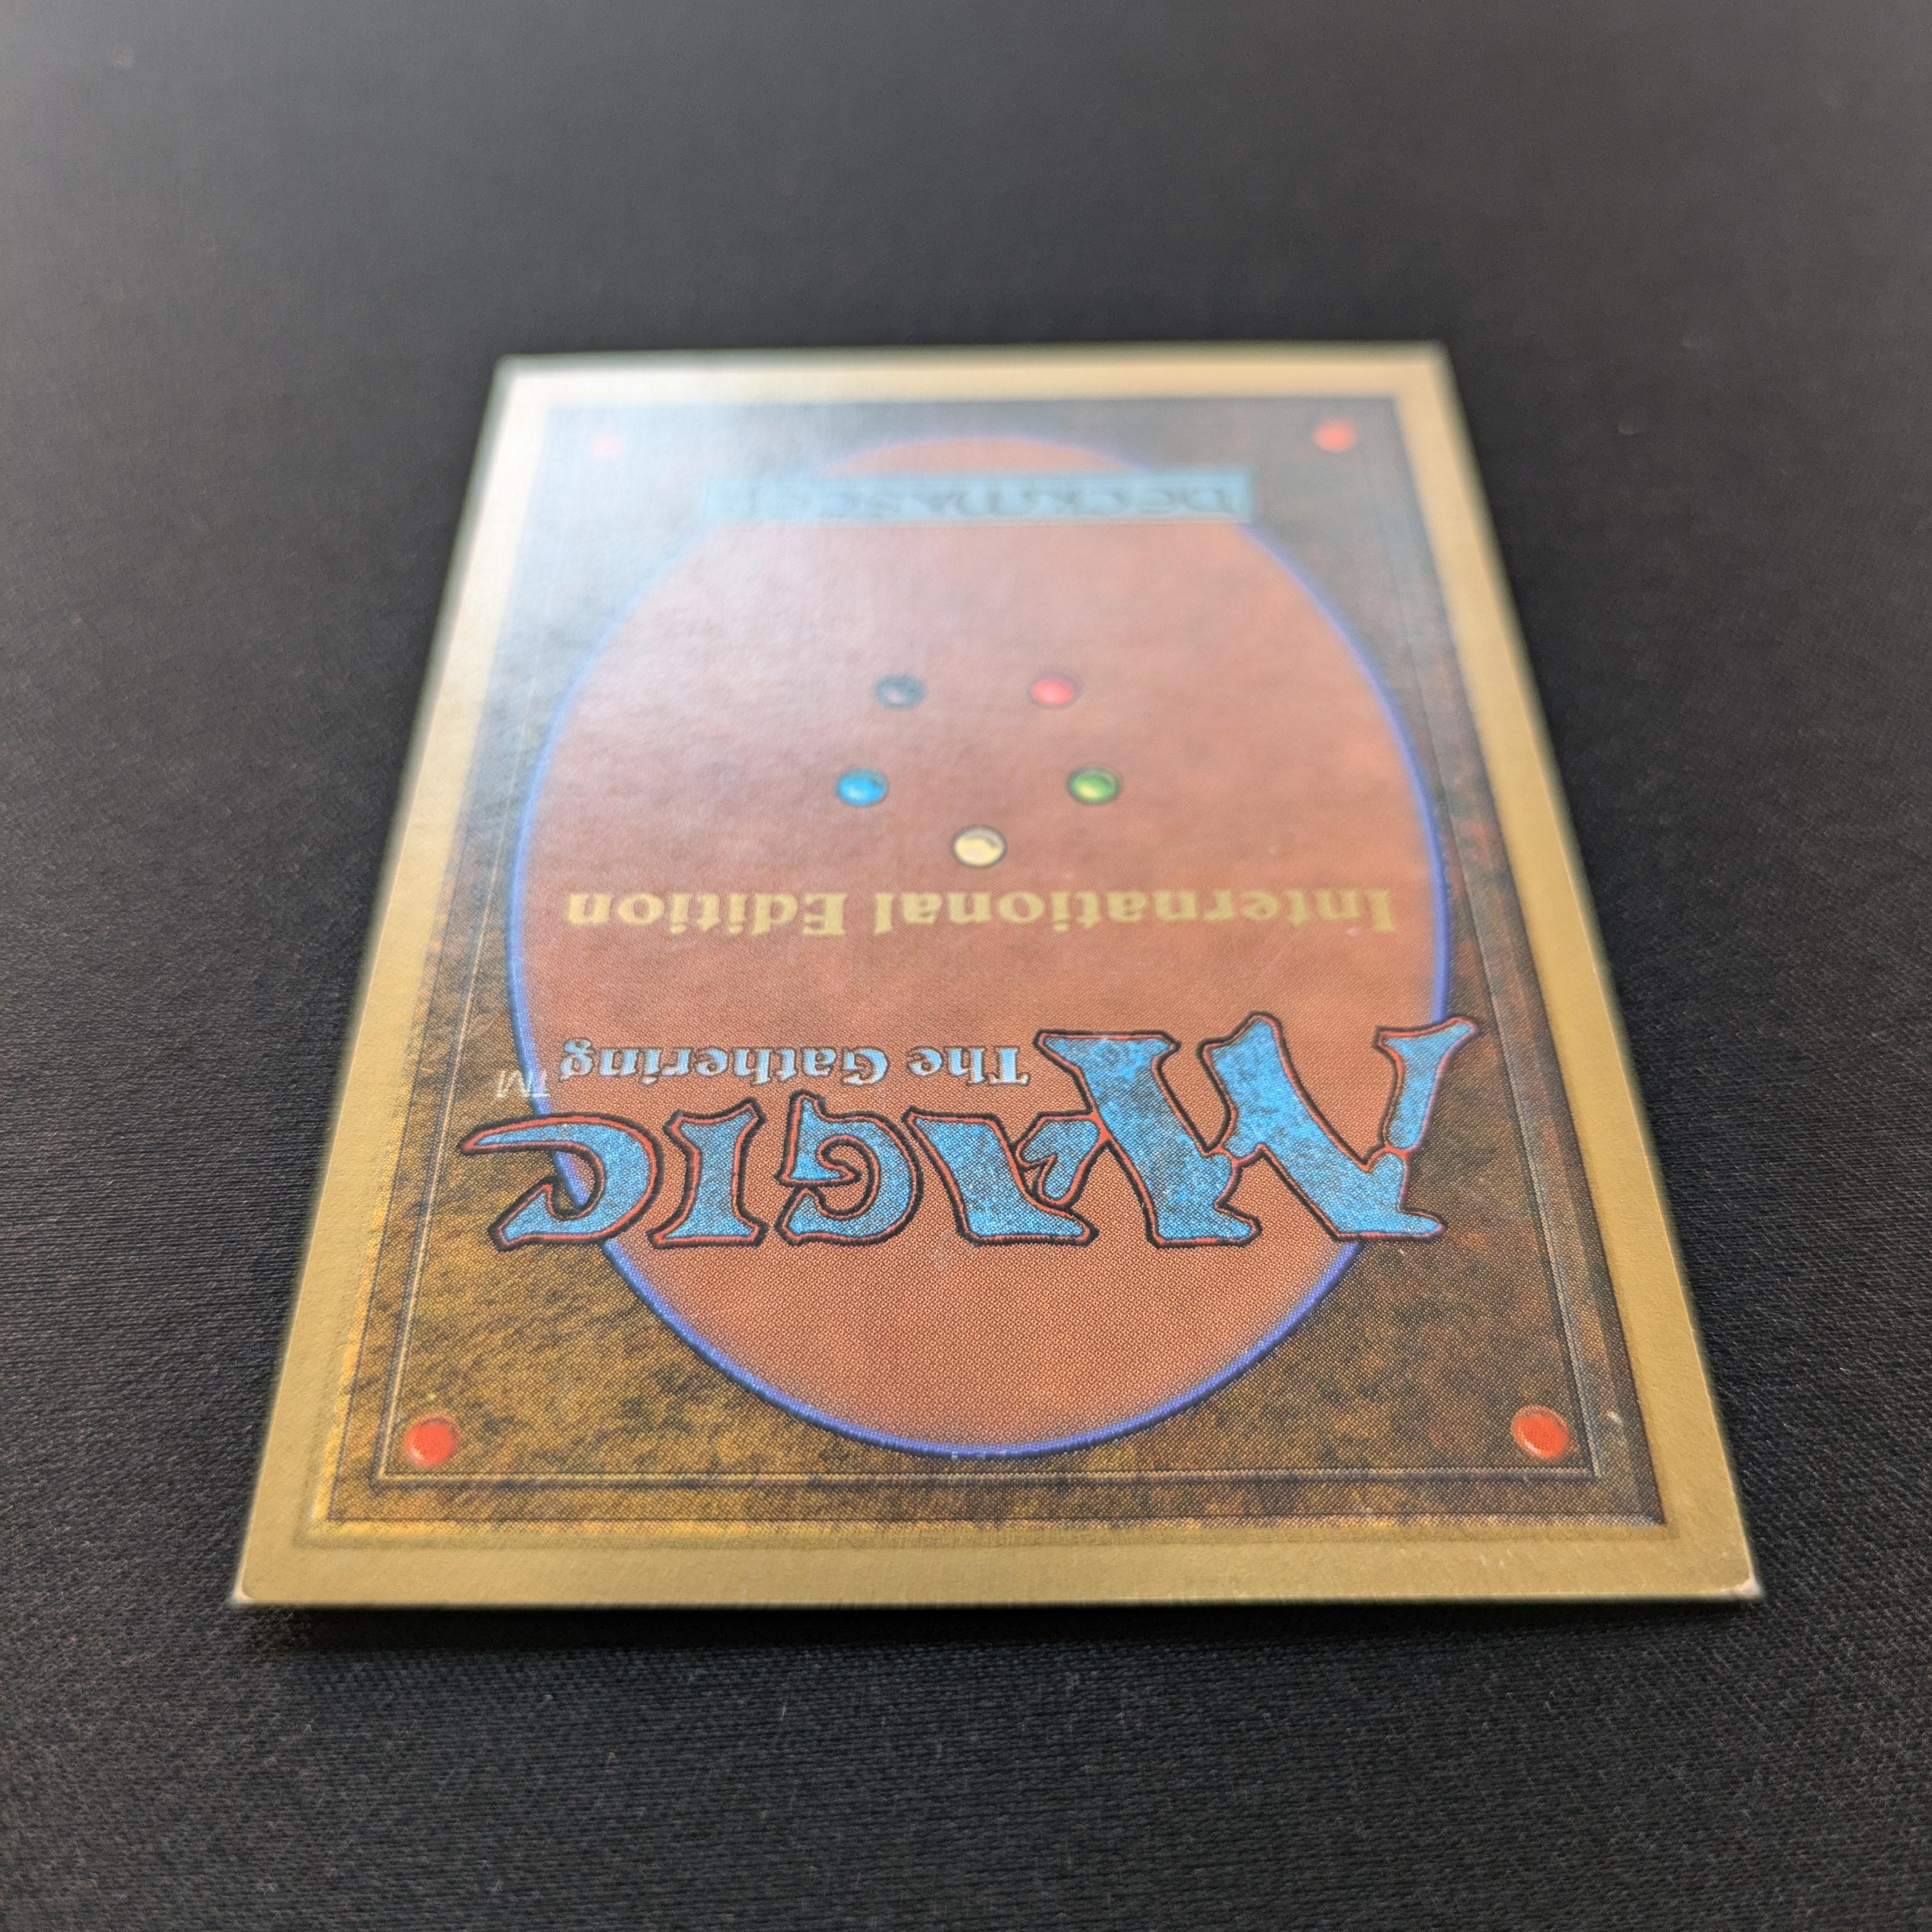 MAGIC
The Gathering
TM
International Edition
DECKMASTER